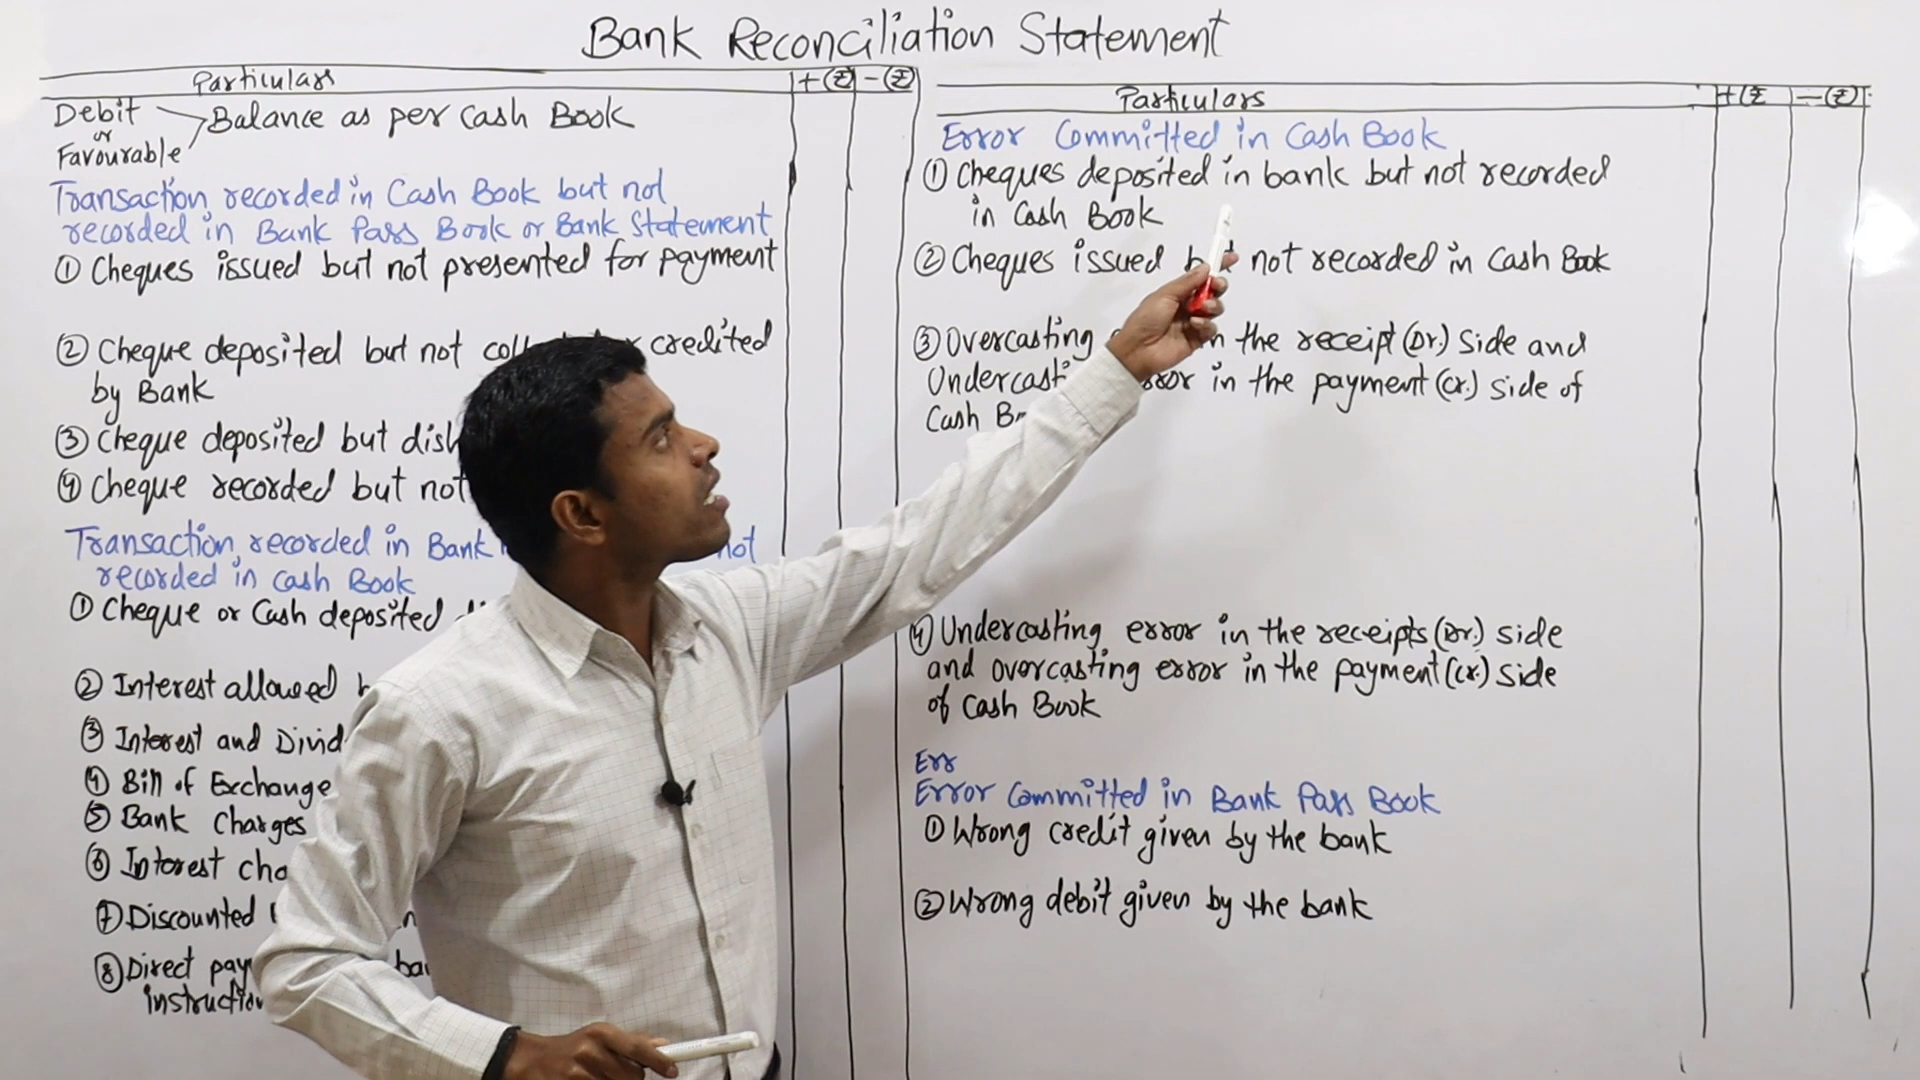 Bank Reconciliation Statement
Particulars +(₹) -(₹)
Debit
or
Favourable
Balance as per Cash Book
Transaction recorded in Cash Book but not
recorded in Bank Pass Book or Bank Statement
① Cheques issued but not presented for payment
② Cheque deposited but not credited
by Bank
③ Cheque deposited but
④ Cheque recorded but not
Transaction recorded in Bank not
recorded in Cash Book
① Cheque or Cash deposited
② Interest allowed
③ Interest and
④ Bill of Exchange
⑤ Bank Charges
⑥ Interest
⑦ Discounted
⑧ Direct
instruction
Particulars +(₹ -(₹)
Error Committed in Cash Book
① Cheques deposited in bank but not recorded
in Cash Book
② Cheques issued but not recorded in Cash Book
③ Overcasting in the receipt (Dr.) side and
Undercasting error in the payment (Cr.) side of
Cash
④ Undercasting error in the receipts (Dr.) side
and overcasting error in the payment (Cr.) side
of Cash Book
Err
Error Committed in Bank Pass Book
① Wrong credit given by the bank
② Wrong debit given by the bank